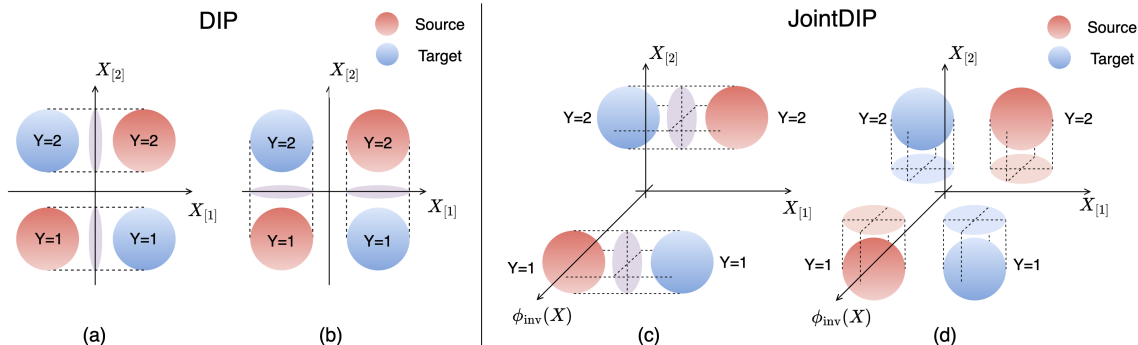 DIP
Source
Target
X[2]
Y=2
Y=2
X[1]
Y=1
Y=1
(a)
X[2]
Y=2
Y=2
X[1]
Y=1
Y=1
(b)
JointDIP
Source
Target
X[2]
Y=2
Y=2
X[1]
Y=1
Y=1
ϕinv(X)
(c)
X[2]
Y=2
Y=2
X[1]
Y=1
Y=1
ϕinv(X)
(d)